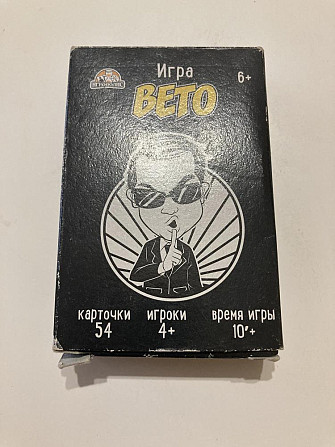 Игра
ВЕТО
6+
карточки
54
игроки
4+
время игры
10'+